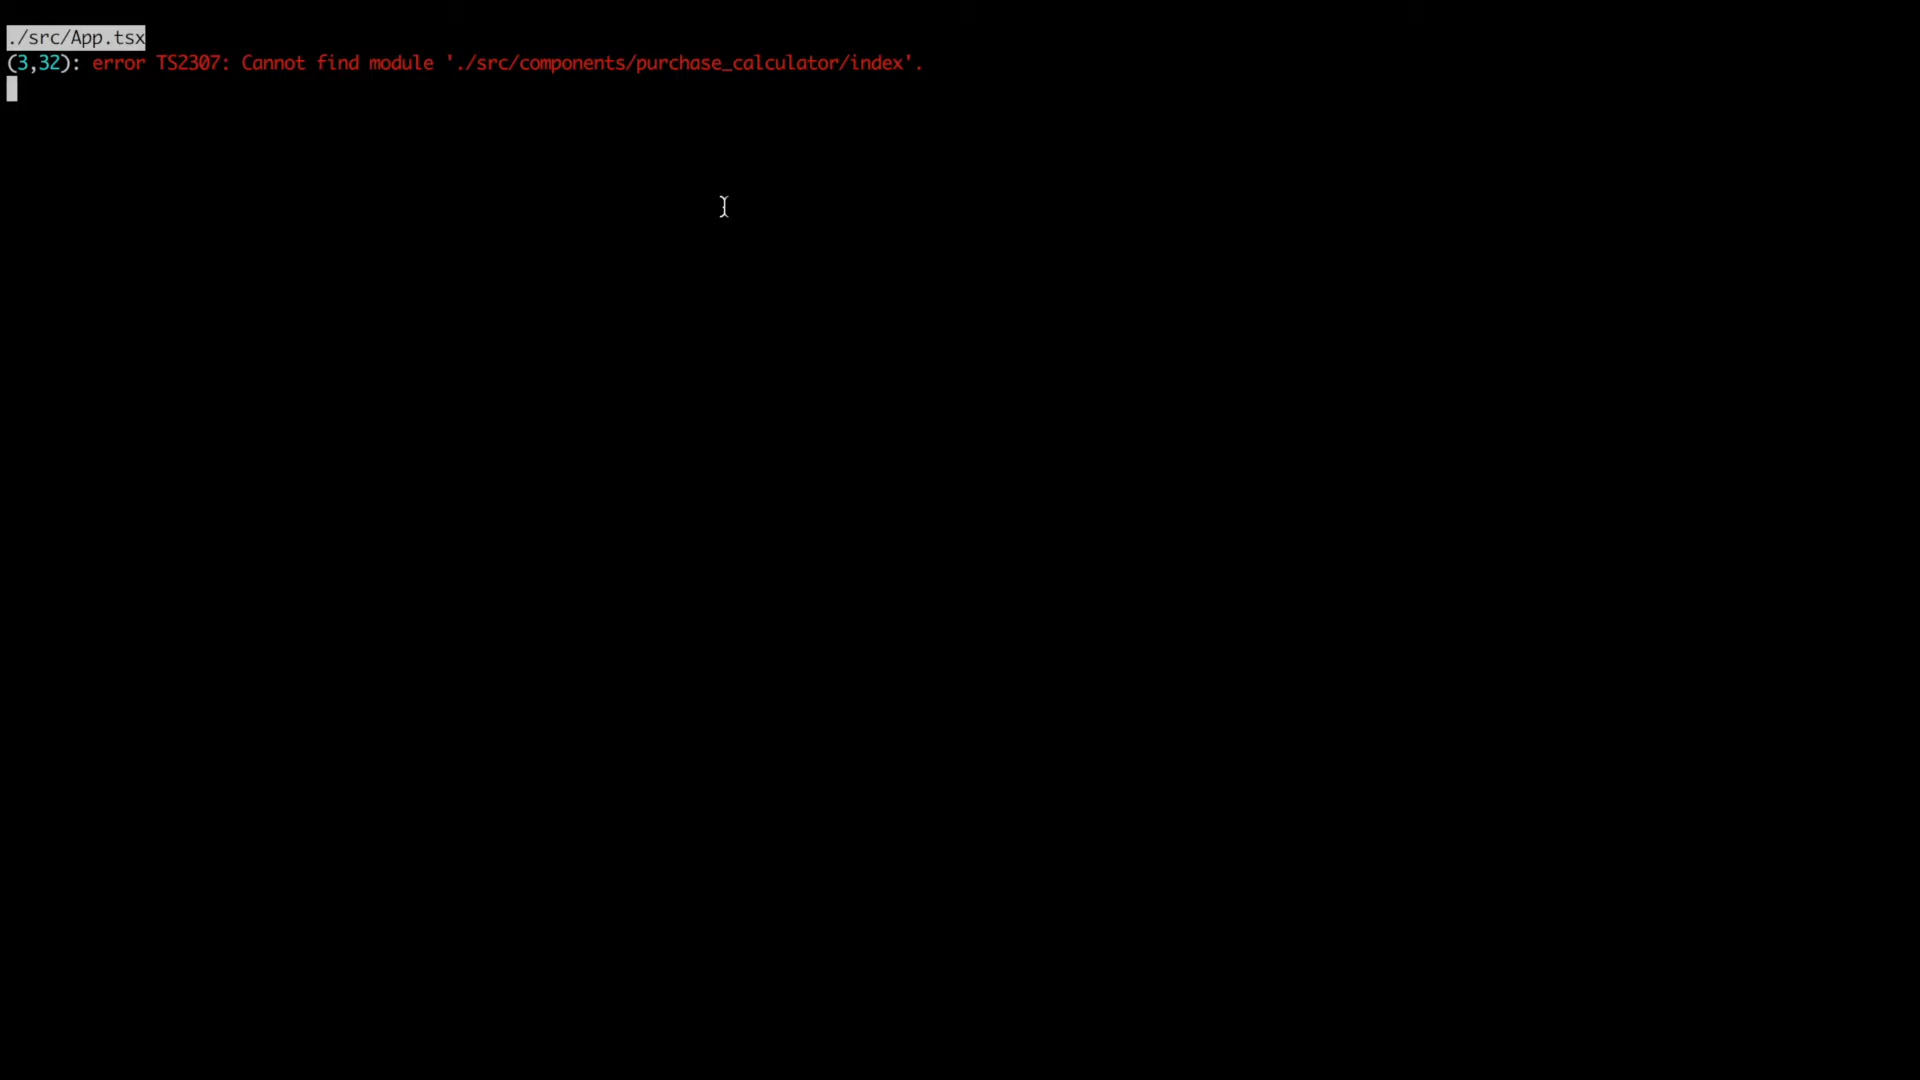 ./src/App.tsx
(3,32): error TS2307: Cannot find module './src/components/purchase_calculator/index'.